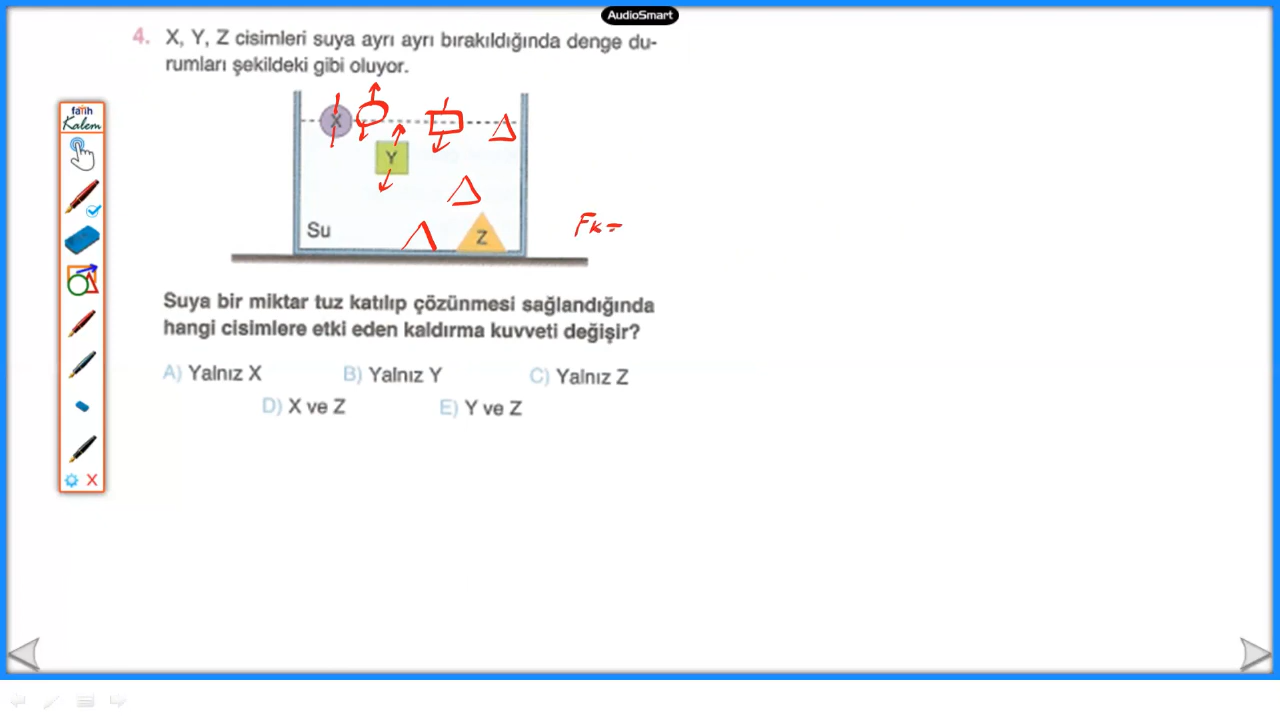 AudioSmart
4. X, Y, Z cisimleri suya ayrı ayrı bırakıldığında denge du-
rumları şekildeki gibi oluyor.
fatih
Kalem
X
Y
Z
Su
FK =
Suya bir miktar tuz katılıp çözünmesi sağlandığında
hangi cisimlere etki eden kaldırma kuvveti değişir?
A) Yalnız X B) Yalnız Y C) Yalnız Z
D) X ve Z E) Y ve Z
X